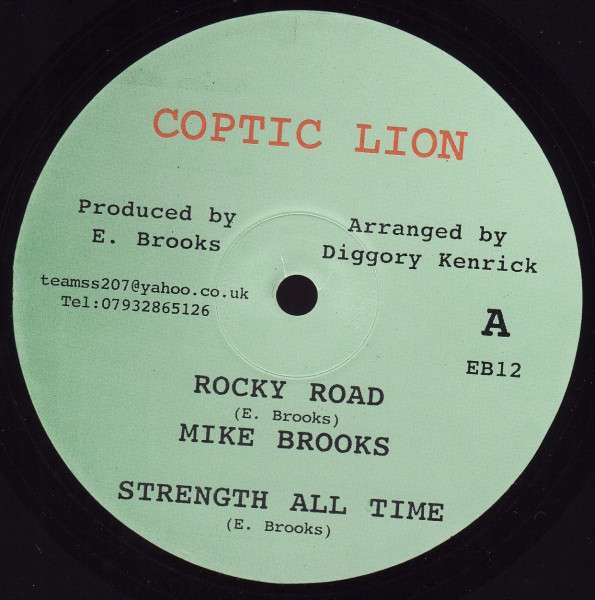 COPTIC LION
Produced by
E. Brooks
Arranged by
Diggory Kenrick
teamss207@yahoo.co.uk
Tel:07932865126
A
EB12
ROCKY ROAD
(E. Brooks)
MIKE BROOKS
STRENGTH ALL TIME
(E. Brooks)